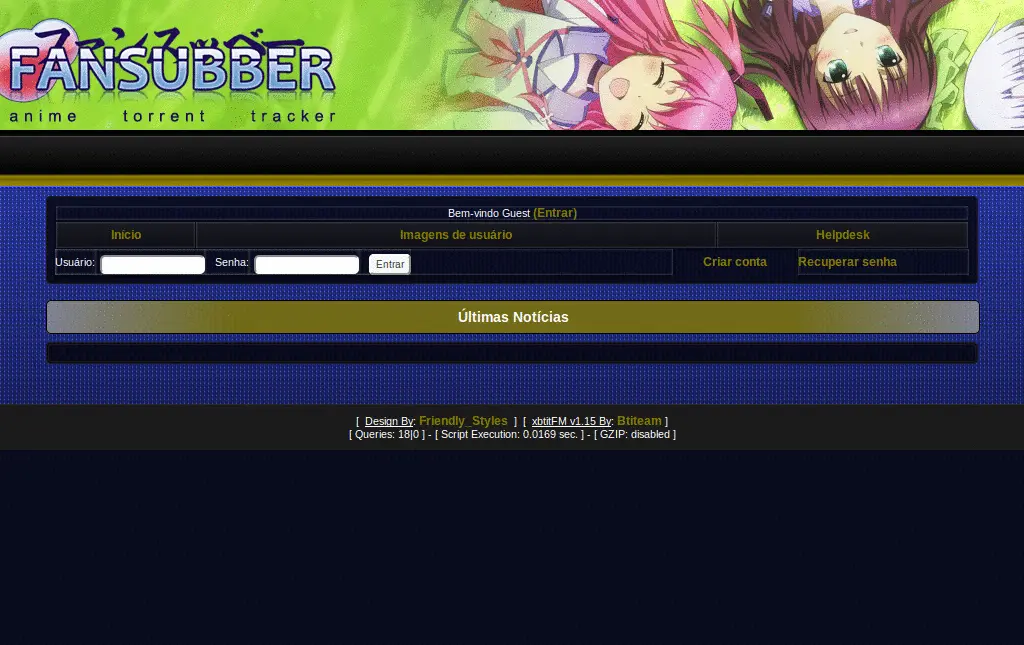 ファンサッバー
FANSUBBER
anime torrent tracker
Bem-vindo Guest (Entrar)
Início Imagens de usuário Helpdesk
Usuário: Senha: Entrar Criar conta Recuperar senha
Últimas Notícias
[ Design By: Friendly_Styles ] [ xbtitFM v1.15 By: Btiteam ]
[ Queries: 18|0 ] - [ Script Execution: 0.0169 sec. ] - [ GZIP: disabled ]